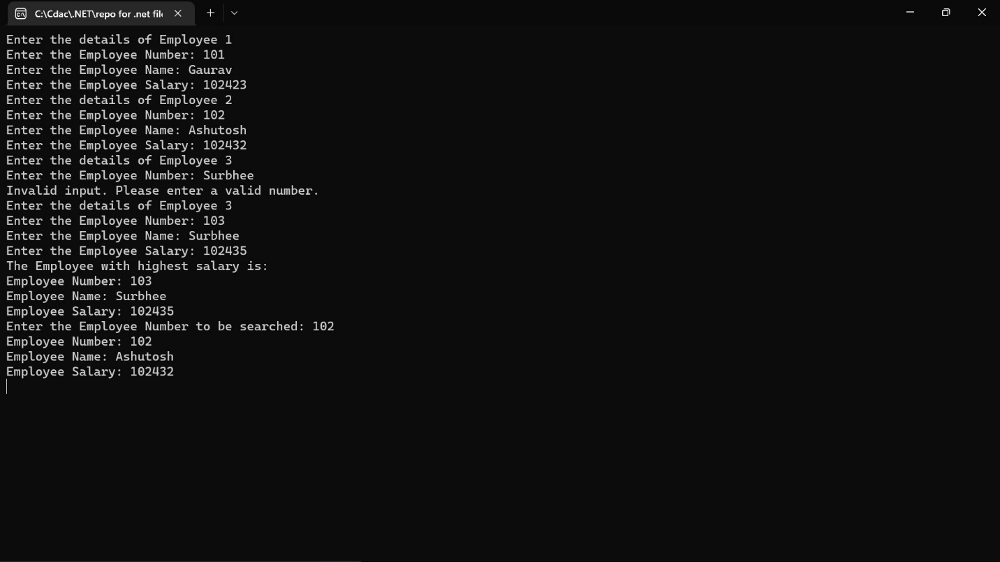 C:\Cdac\.NET\repo for .net fil
Enter the details of Employee 1
Enter the Employee Number: 101
Enter the Employee Name: Gaurav
Enter the Employee Salary: 102423
Enter the details of Employee 2
Enter the Employee Number: 102
Enter the Employee Name: Ashutosh
Enter the Employee Salary: 102432
Enter the details of Employee 3
Enter the Employee Number: Surbhee
Invalid input. Please enter a valid number.
Enter the details of Employee 3
Enter the Employee Number: 103
Enter the Employee Name: Surbhee
Enter the Employee Salary: 102435
The Employee with highest salary is:
Employee Number: 103
Employee Name: Surbhee
Employee Salary: 102435
Enter the Employee Number to be searched: 102
Employee Number: 102
Employee Name: Ashutosh
Employee Salary: 102432